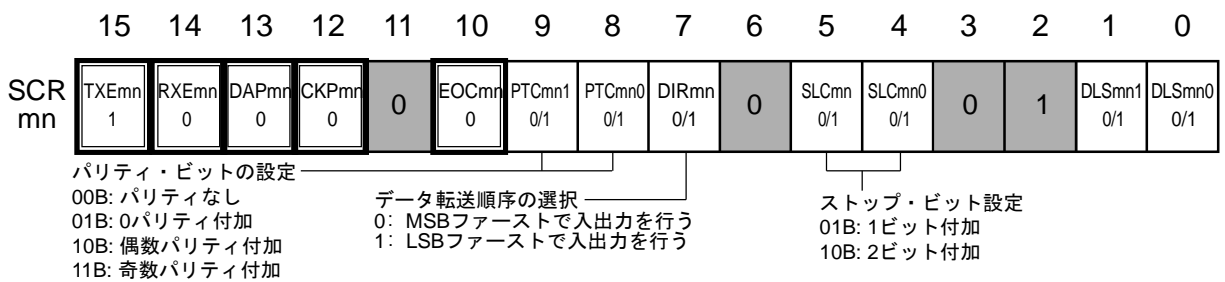 15 14 13 12 11 10 9 8 7 6 5 4 3 2 1 0
SCR
mn
TXEmn RXEmn DAPmn CKPmn 0 EOCmn PTCmn1 PTCmn0 DIRmn 0 SLCmn SLCmn0 0 1 DLSmn1 DLSmn0
1 0 0 0 0 0/1 0/1 0/1 0/1 0/1 0/1 0/1
パリティ・ビットの設定
00B: パリティなし
01B: 0パリティ付加
10B: 偶数パリティ付加
11B: 奇数パリティ付加
データ転送順序の選択
0: MSBファーストで入出力を行う
1: LSBファーストで入出力を行う
ストップ・ビット設定
01B: 1ビット付加
10B: 2ビット付加